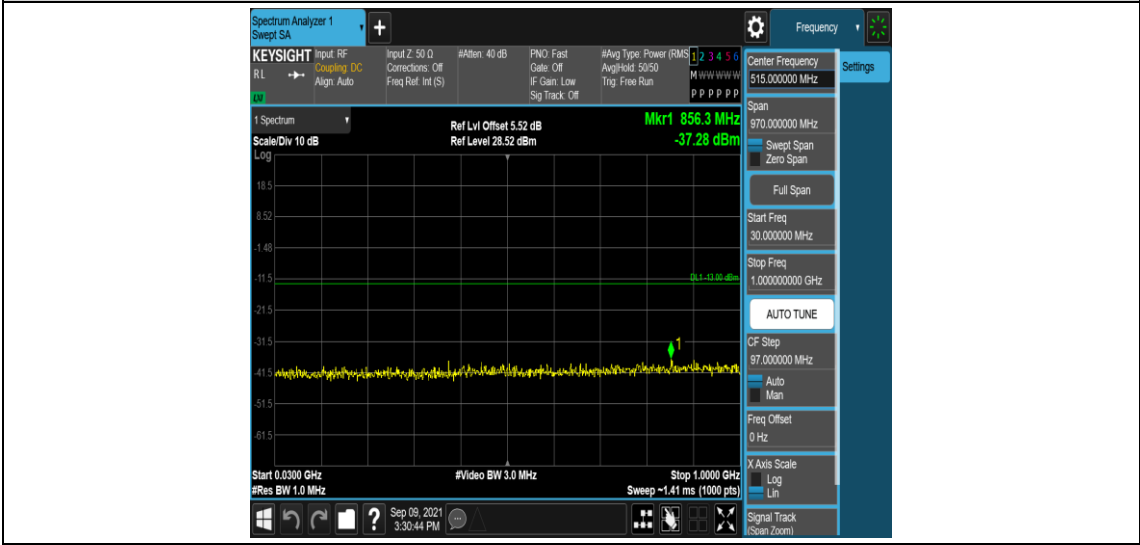 Spectrum Analyzer 1
Swept SA
+
Frequency
KEYSIGHT
RL
LNI
Input: RF
Coupling: DC
Align: Auto
Input Z: 50 Ω
Corrections: Off
Freq Ref: Int (S)
#Atten: 40 dB
PNO: Fast
Gate: Off
IF Gain: Low
Sig Track: Off
#Avg Type: Power (RMS
Avg|Hold: 50/50
Trig: Free Run
1 2 3 4 5 6
M W W W W W
P P P P P P
1 Spectrum
Scale/Div 10 dB
Ref Lvl Offset 5.52 dB
Ref Level 28.52 dBm
Mkr1 856.3 MHz
-37.28 dBm
Log
18.5
8.52
-1.48
-11.5
DL1 -13.00 dBm
-21.5
-31.5
1
-41.5
-51.5
-61.5
Start 0.0300 GHz
#Res BW 1.0 MHz
#Video BW 3.0 MHz
Stop 1.0000 GHz
Sweep ~1.41 ms (1000 pts)
?
Sep 09, 2021
3:30:44 PM
Center Frequency
515.000000 MHz
Settings
Span
970.000000 MHz
Swept Span
Zero Span
Full Span
Start Freq
30.000000 MHz
Stop Freq
1.000000000 GHz
AUTO TUNE
CF Step
97.000000 MHz
Auto
Man
Freq Offset
0 Hz
X Axis Scale
Log
Lin
Signal Track
(Span Zoom)